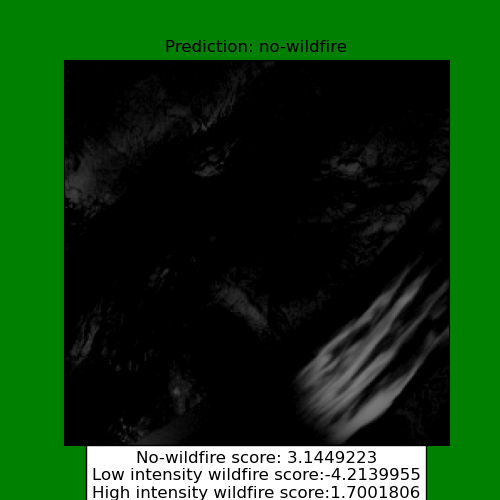 Prediction: no-wildfire
No-wildfire score: 3.1449223
Low intensity wildfire score:-4.2139955
High intensity wildfire score:1.7001806